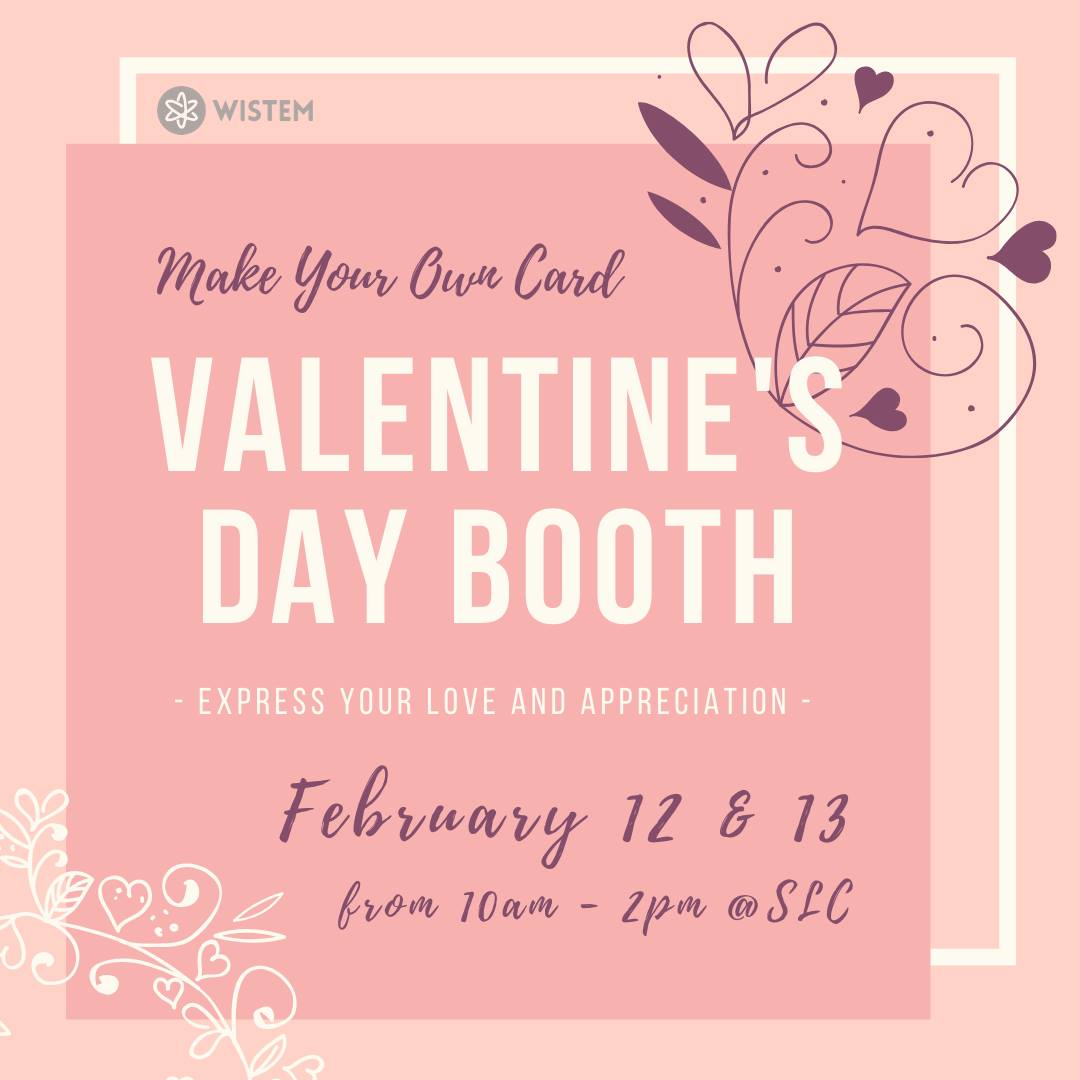 WISTEM
Make Your Own Card
VALENTINE'S
DAY BOOTH
- EXPRESS YOUR LOVE AND APPRECIATION -
February 12 & 13
from 10am - 2pm @SLC